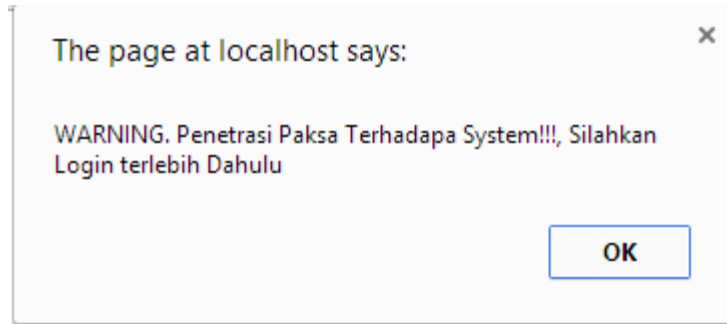 The page at localhost says:
WARNING. Penetrasi Paksa Terhadapa System!!!, Silahkan
Login terlebih Dahulu
OK